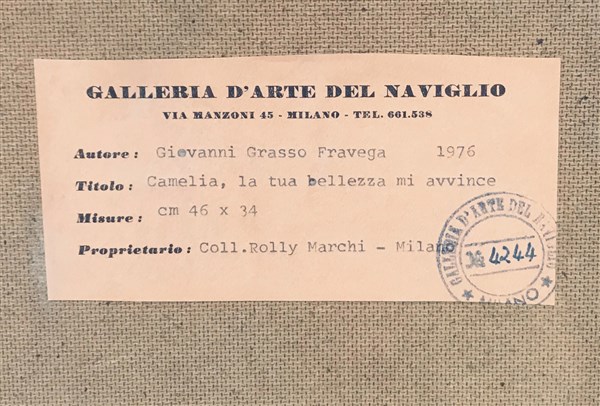 GALLERIA D'ARTE DEL NAVIGLIO
VIA MANZONI 45 - MILANO - TEL. 661.538
Autore: Giovanni Grasso Fravega 1976
Titolo: Camelia, la tua bellezza mi avvince
Misure: cm 46 x 34
Proprietario: Coll.Rolly Marchi - Milano
GALLERIA D'ARTE DEL NAVIGLIO
4244
MILANO